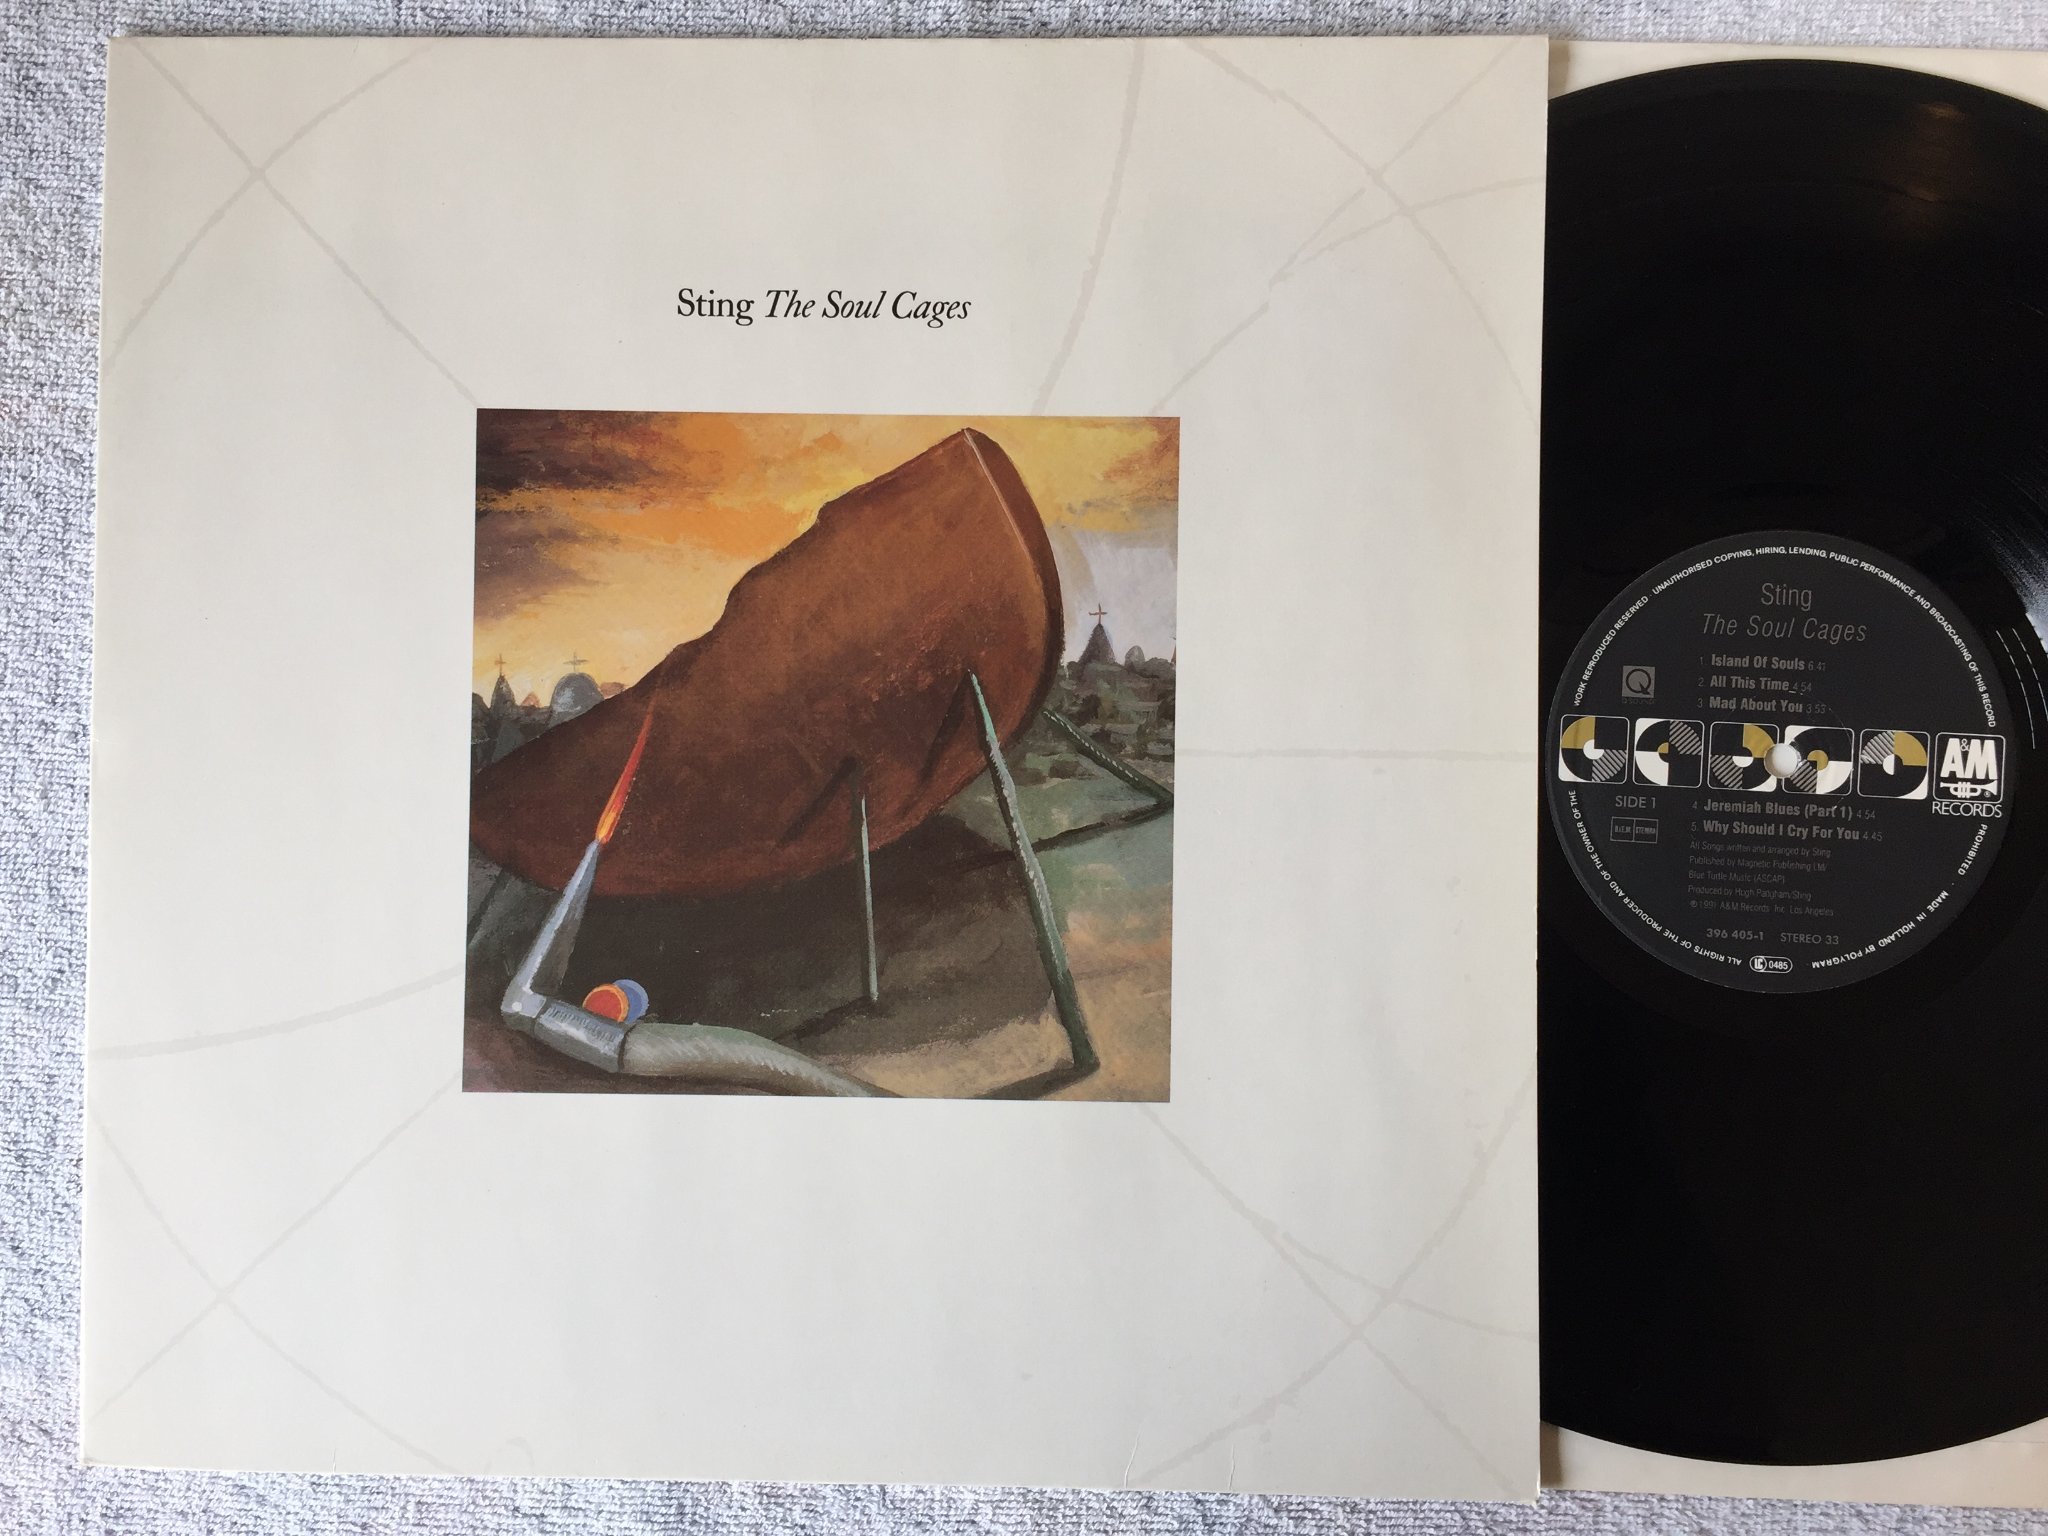 Sting The Soul Cages
WORK REPRODUCED RESERVED · UNAUTHORISED COPYING, HIRING, LENDING, PUBLIC PERFORMANCE AND BROADCASTING OF THIS RECORD PROHIBITED · MADE IN HOLLAND BY POLYGRAM · ALL RIGHTS OF THE PRODUCER AND OF THE OWNER OF THE
Sting
The Soul Cages
1. Island Of Souls 6.41
2. All This Time 4 54
3 Mad About You 3 53
Q
QSOUND
A&M
RECORDS
SIDE 1
B.I.E.M. STEMRA
4 Jeremiah Blues (Part 1) 4 54
5. Why Should I Cry For You 4 45
All Songs written and arranged by Sting
Published by Magnetic Publishing Ltd/
Blue Turtle Music (ASCAP)
Produced by Hugh Padgham/Sting
℗ 1991 A&M Records Inc Los Angeles
396 405-1 STEREO 33
LC 0485